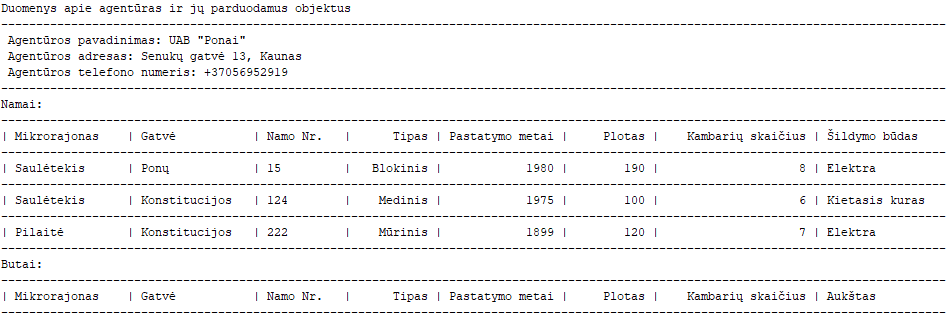 Duomenys apie agentūras ir jų parduodamus objektus
Agentūros pavadinimas: UAB "Ponai"
Agentūros adresas: Senukų gatvė 13, Kaunas
Agentūros telefono numeris: +37056952919
Namai:
| Mikrorajonas | Gatvė | Namo Nr. | Tipas | Pastatymo metai | Plotas | Kambarių skaičius | Šildymo būdas
| Saulėtekis | Ponų | 15 | Blokinis | 1980 | 190 | 8 | Elektra
| Saulėtekis | Konstitucijos | 124 | Medinis | 1975 | 100 | 6 | Kietasis kuras
| Pilaitė | Konstitucijos | 222 | Mūrinis | 1899 | 120 | 7 | Elektra
Butai:
| Mikrorajonas | Gatvė | Namo Nr. | Tipas | Pastatymo metai | Plotas | Kambarių skaičius | Aukštas